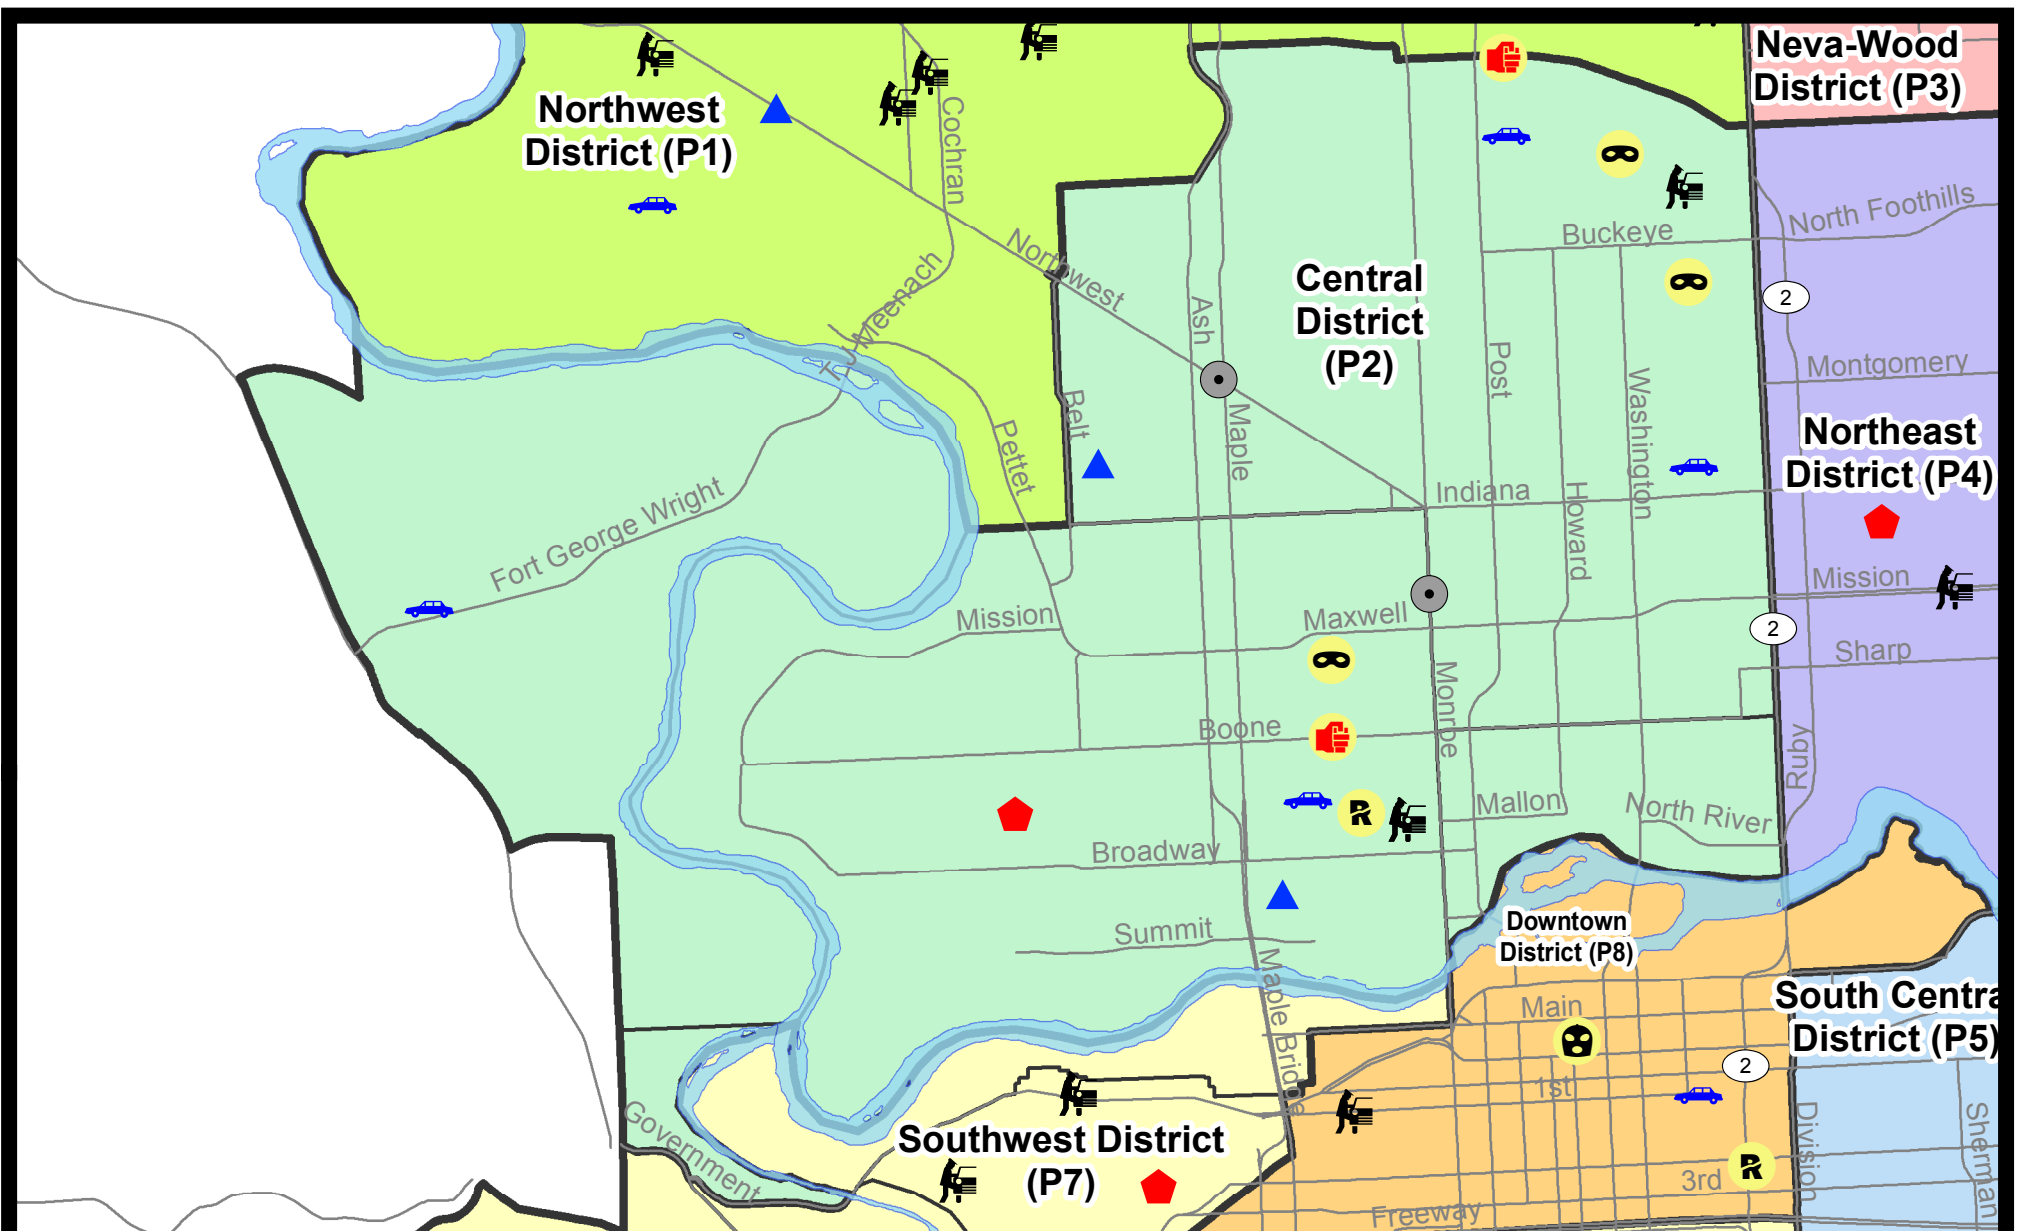 Neva-Wood
District (P3)
Northwest
District (P1)
Cochran
North Foothills
Buckeye
Northwest
Central
District
(P2)
T J Meenach
Ash
2
Post
Montgomery
Washington
Belt
Maple
Pettet
Northeast
District (P4)
Indiana
Howard
Fort George Wright
Mission
Mission
Maxwell
2
Sharp
Monroe
Boone
Ruby
Mallon
North River
Broadway
Downtown
District (P8)
Summit
Maple Bridge
South Centra
District (P5)
Main
2
1st
Government
Southwest District
(P7)
Division
Sherman
R
R
3rd
Freeway